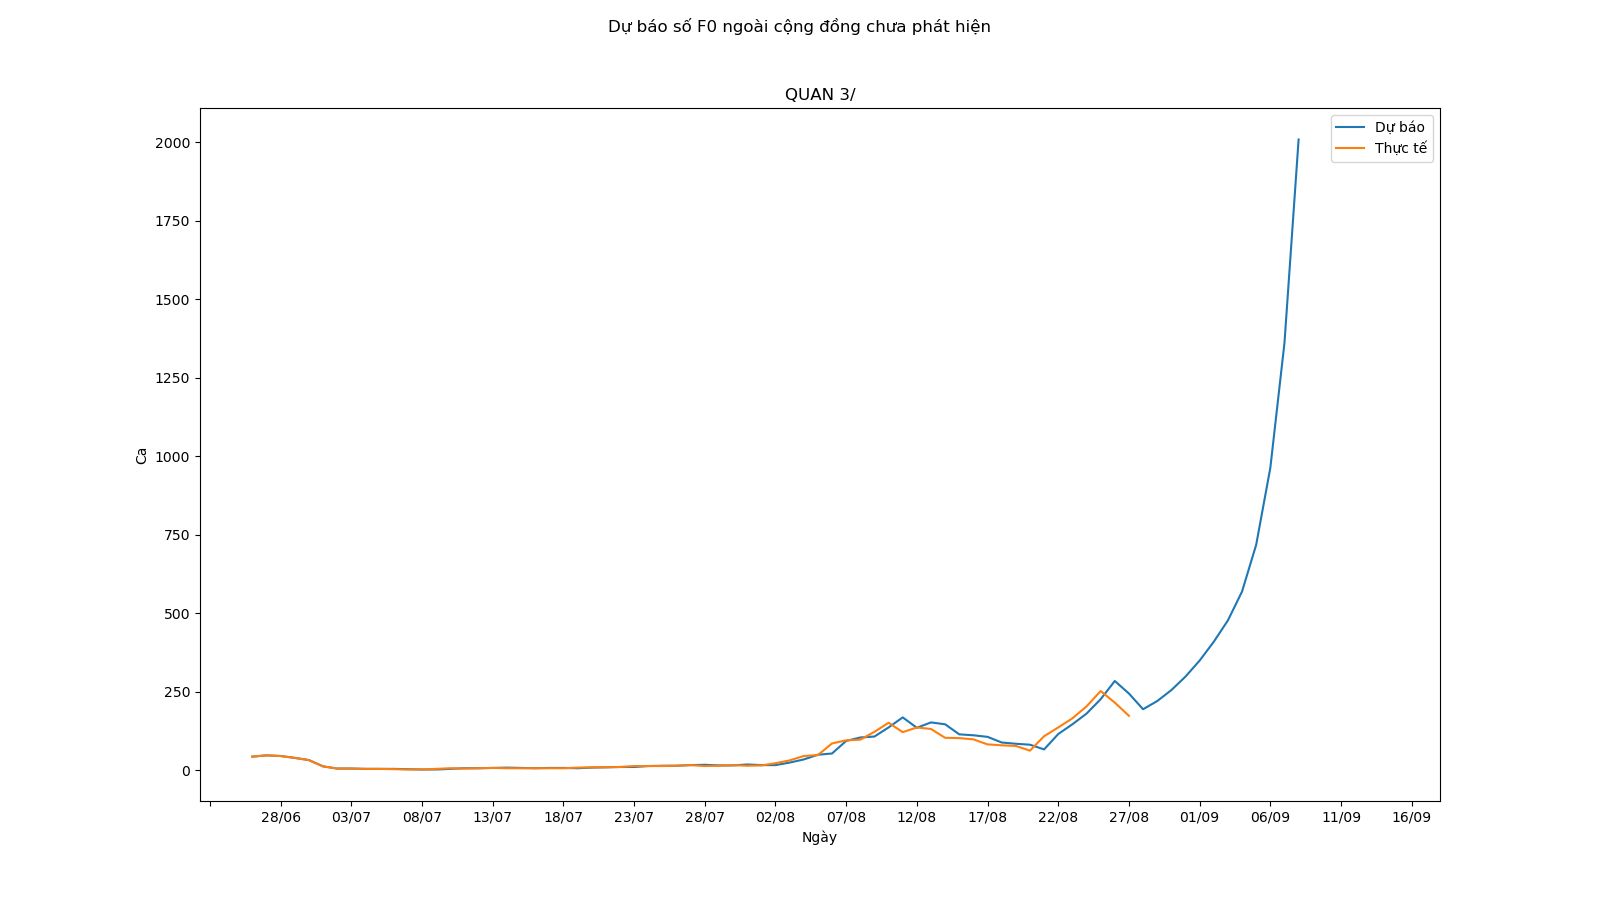 Dự báo số F0 ngoài cộng đồng chưa phát hiện
QUAN 3/
Dự báo
Thực tế
2000
1750
1500
1250
1000
750
500
250
0
Ca
28/06 03/07 08/07 13/07 18/07 23/07 28/07 02/08 07/08 12/08 17/08 22/08 27/08 01/09 06/09 11/09 16/09
Ngày